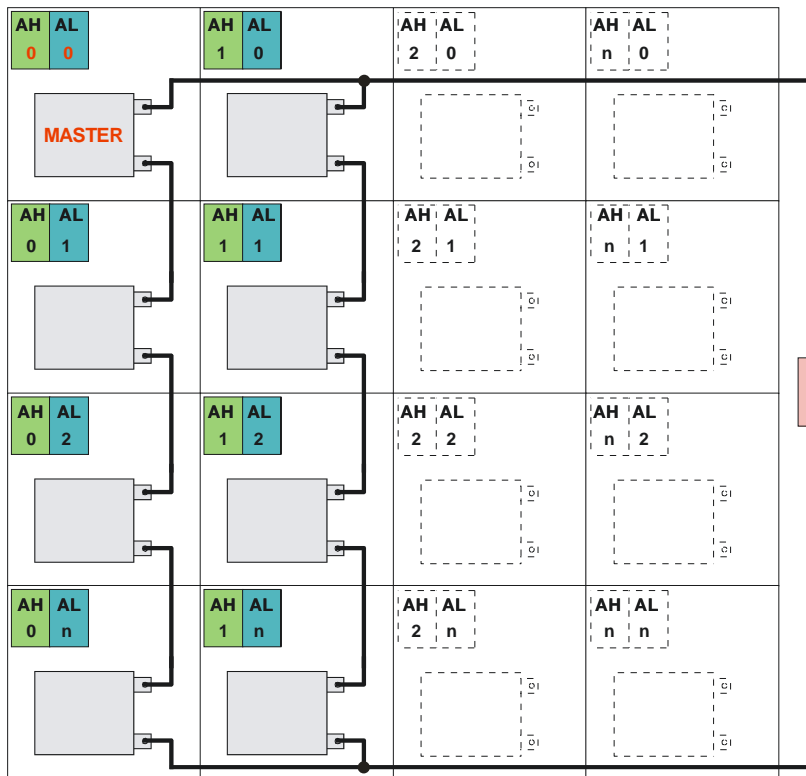 AH AL AH AL AH AL AH AL
0 0 1 0 2 0 n 0
MASTER
AH AL AH AL AH AL AH AL
0 1 1 1 2 1 n 1
AH AL AH AL AH AL AH AL
0 2 1 2 2 2 n 2
AH AL AH AL AH AL AH AL
0 n 1 n 2 n n n